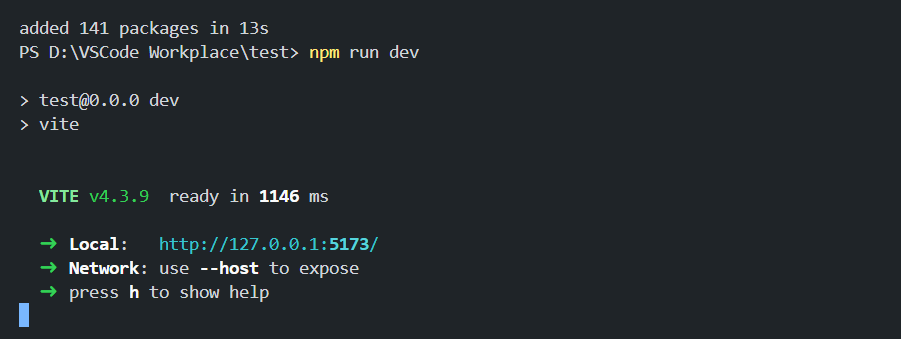 added 141 packages in 13s
PS D:\VSCode Workplace\test> npm run dev
> test@0.0.0 dev
> vite
VITE v4.3.9  ready in 1146 ms
➜ Local:   http://127.0.0.1:5173/
➜ Network: use --host to expose
➜ press h to show help